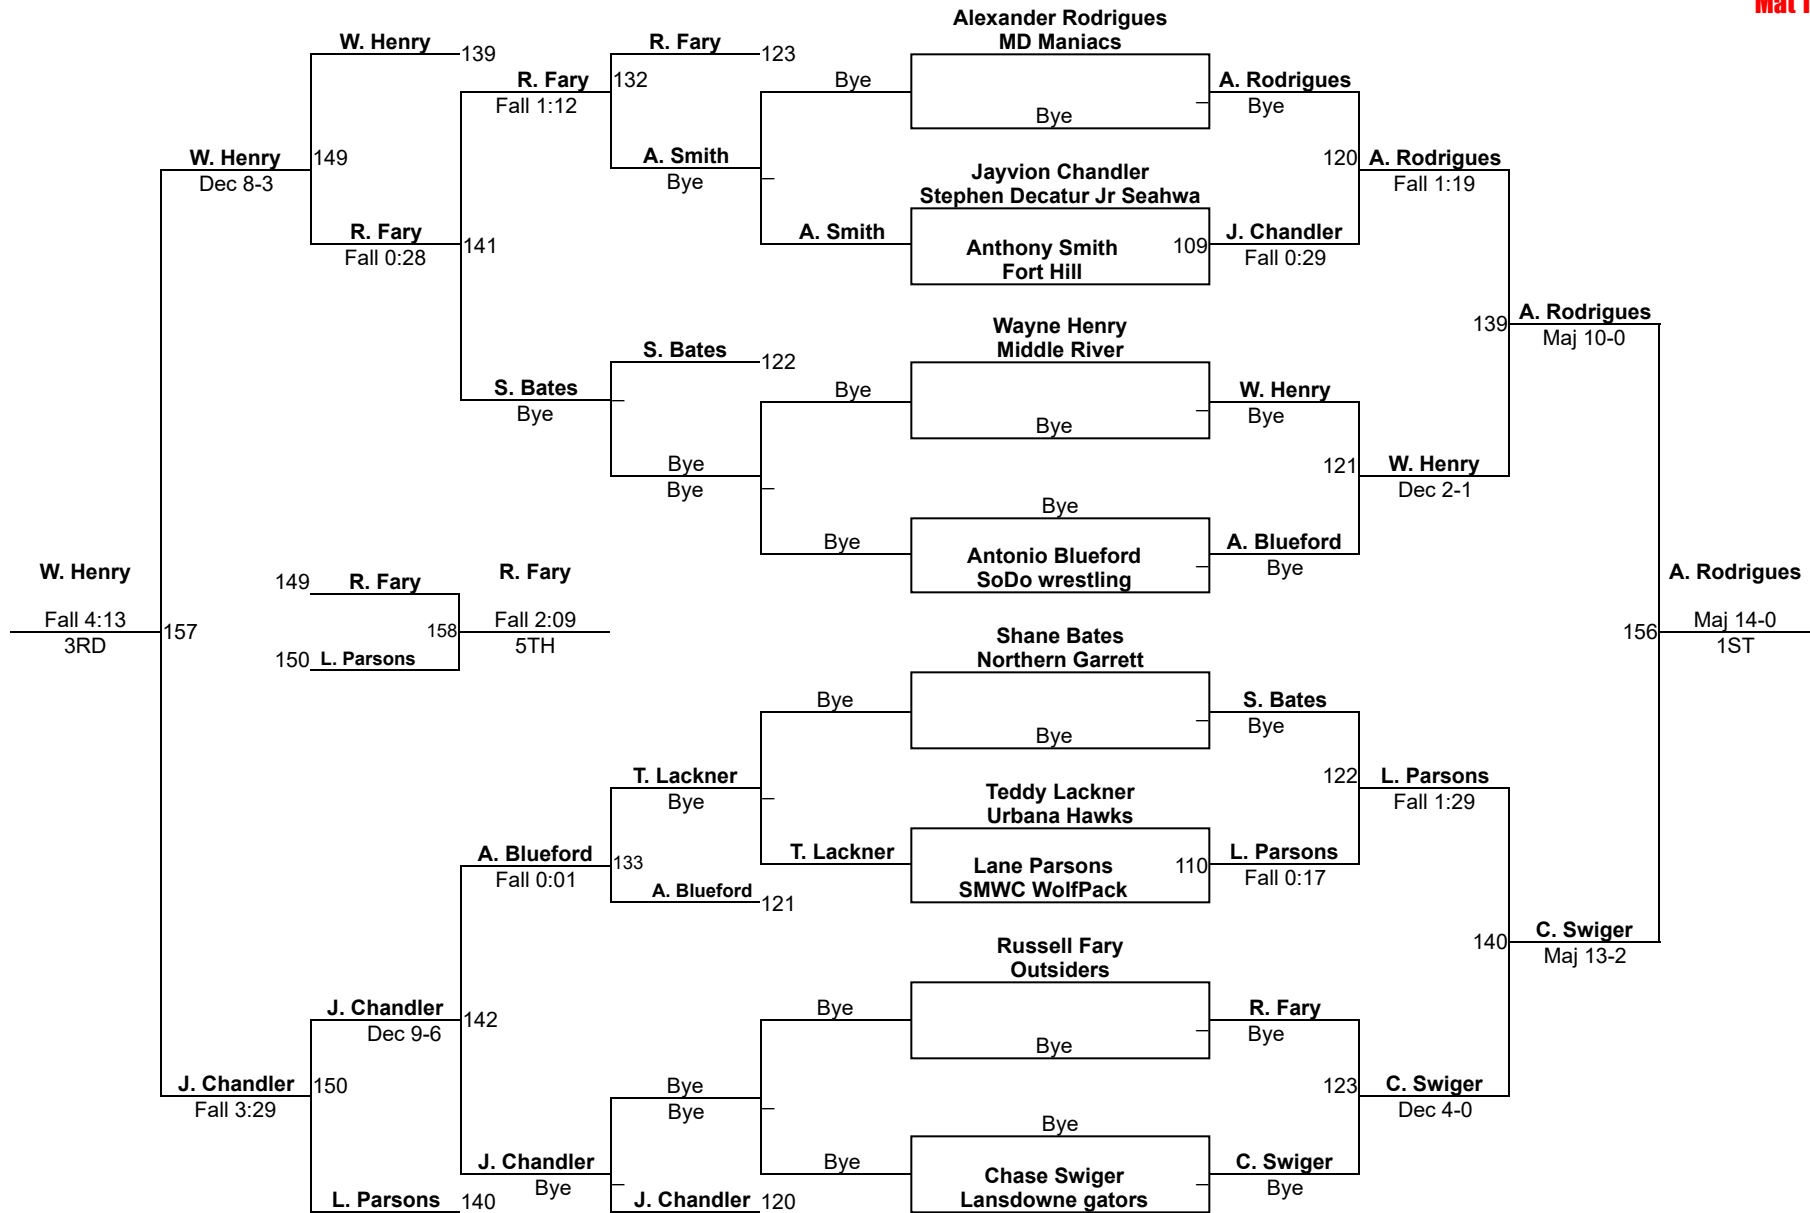 Mat 1
Alexander Rodrigues
MD Maniacs
W. Henry
139
R. Fary
123
R. Fary
132
Fall 1:12
Bye
Bye
A. Rodrigues
Bye
W. Henry
149
Dec 8-3
A. Smith
Bye
Jayvion Chandler
Stephen Decatur Jr Seahwa
120
A. Rodrigues
Fall 1:19
R. Fary
Fall 0:28
141
A. Smith
Anthony Smith
Fort Hill
109
J. Chandler
Fall 0:29
Wayne Henry
Middle River
139
A. Rodrigues
Maj 10-0
S. Bates
122
S. Bates
Bye
Bye
Bye
W. Henry
Bye
Bye
Bye
121
W. Henry
Dec 2-1
Bye
Bye
Antonio Blueford
SoDo wrestling
A. Blueford
Bye
W. Henry
Fall 4:13
3RD
157
149
R. Fary
150
L. Parsons
158
R. Fary
Fall 2:09
5TH
A. Rodrigues
156
Maj 14-0
1ST
Shane Bates
Northern Garrett
Bye
Bye
S. Bates
Bye
T. Lackner
Bye
Teddy Lackner
Urbana Hawks
122
L. Parsons
Fall 1:29
A. Blueford
Fall 0:01
133
A. Blueford
121
T. Lackner
Lane Parsons
SMWC WolfPack
110
L. Parsons
Fall 0:17
Russell Fary
Outsiders
140
C. Swiger
Maj 13-2
J. Chandler
Dec 9-6
142
Bye
Bye
R. Fary
Bye
J. Chandler
Fall 3:29
150
Bye
Bye
123
C. Swiger
Dec 4-0
Bye
J. Chandler
Bye
Bye
Chase Swiger
Lansdowne gators
C. Swiger
Bye
L. Parsons
140
J. Chandler
120